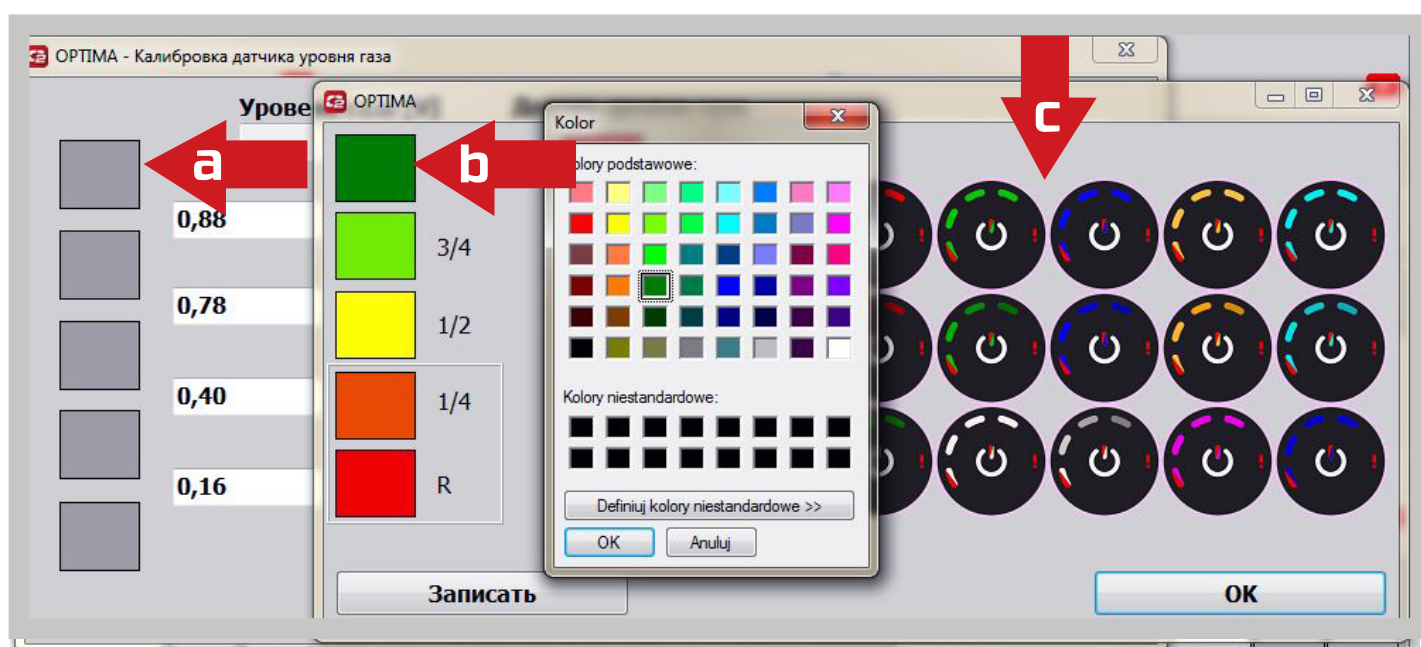 OPTIMA - Калибровка датчика уровня газа
Урове
a
0,88
0,78
0,40
0,16
OPTIMA
b
3/4
1/2
1/4
R
Записать
Kolor
olory podstawowe:
Kolory niestandardowe:
Definiuj kolory niestandardowe >>
OK
Anuluj
c
OK